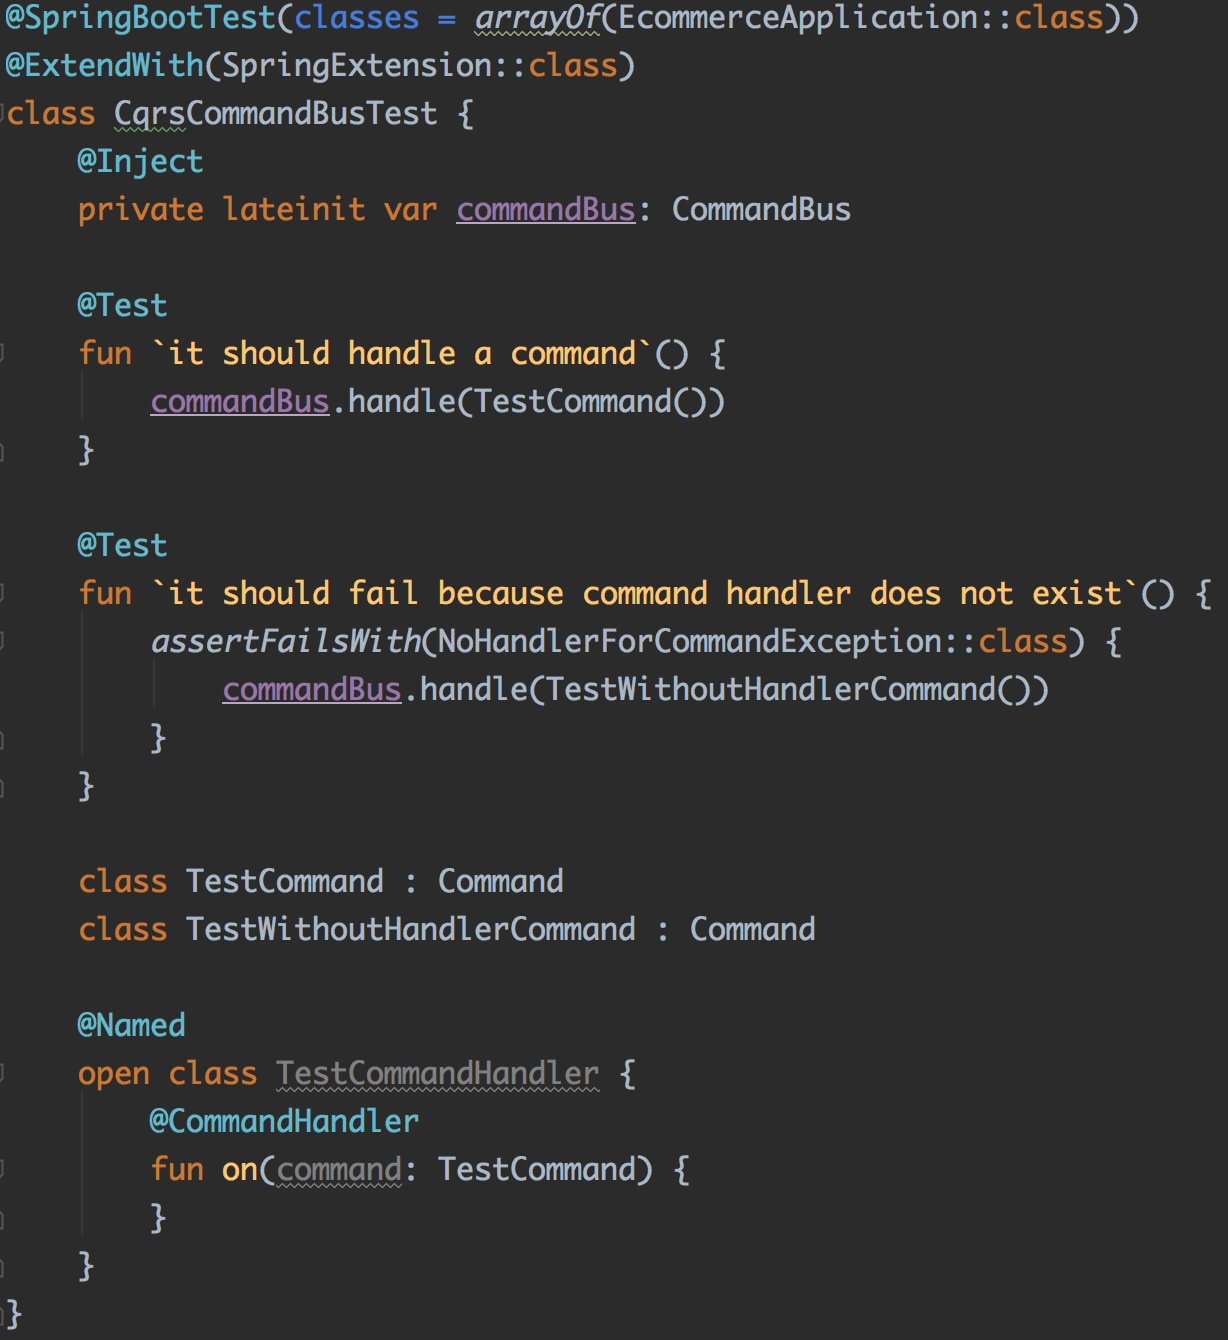 @SpringBootTest(classes = arrayOf(EcommerceApplication::class))
@ExtendWith(SpringExtension::class)
class CqrsCommandBusTest {
    @Inject
    private lateinit var commandBus: CommandBus

    @Test
    fun `it should handle a command`() {
        commandBus.handle(TestCommand())
    }

    @Test
    fun `it should fail because command handler does not exist`() {
        assertFailsWith(NoHandlerForCommandException::class) {
            commandBus.handle(TestWithoutHandlerCommand())
        }
    }

    class TestCommand : Command
    class TestWithoutHandlerCommand : Command

    @Named
    open class TestCommandHandler {
        @CommandHandler
        fun on(command: TestCommand) {
        }
    }
}